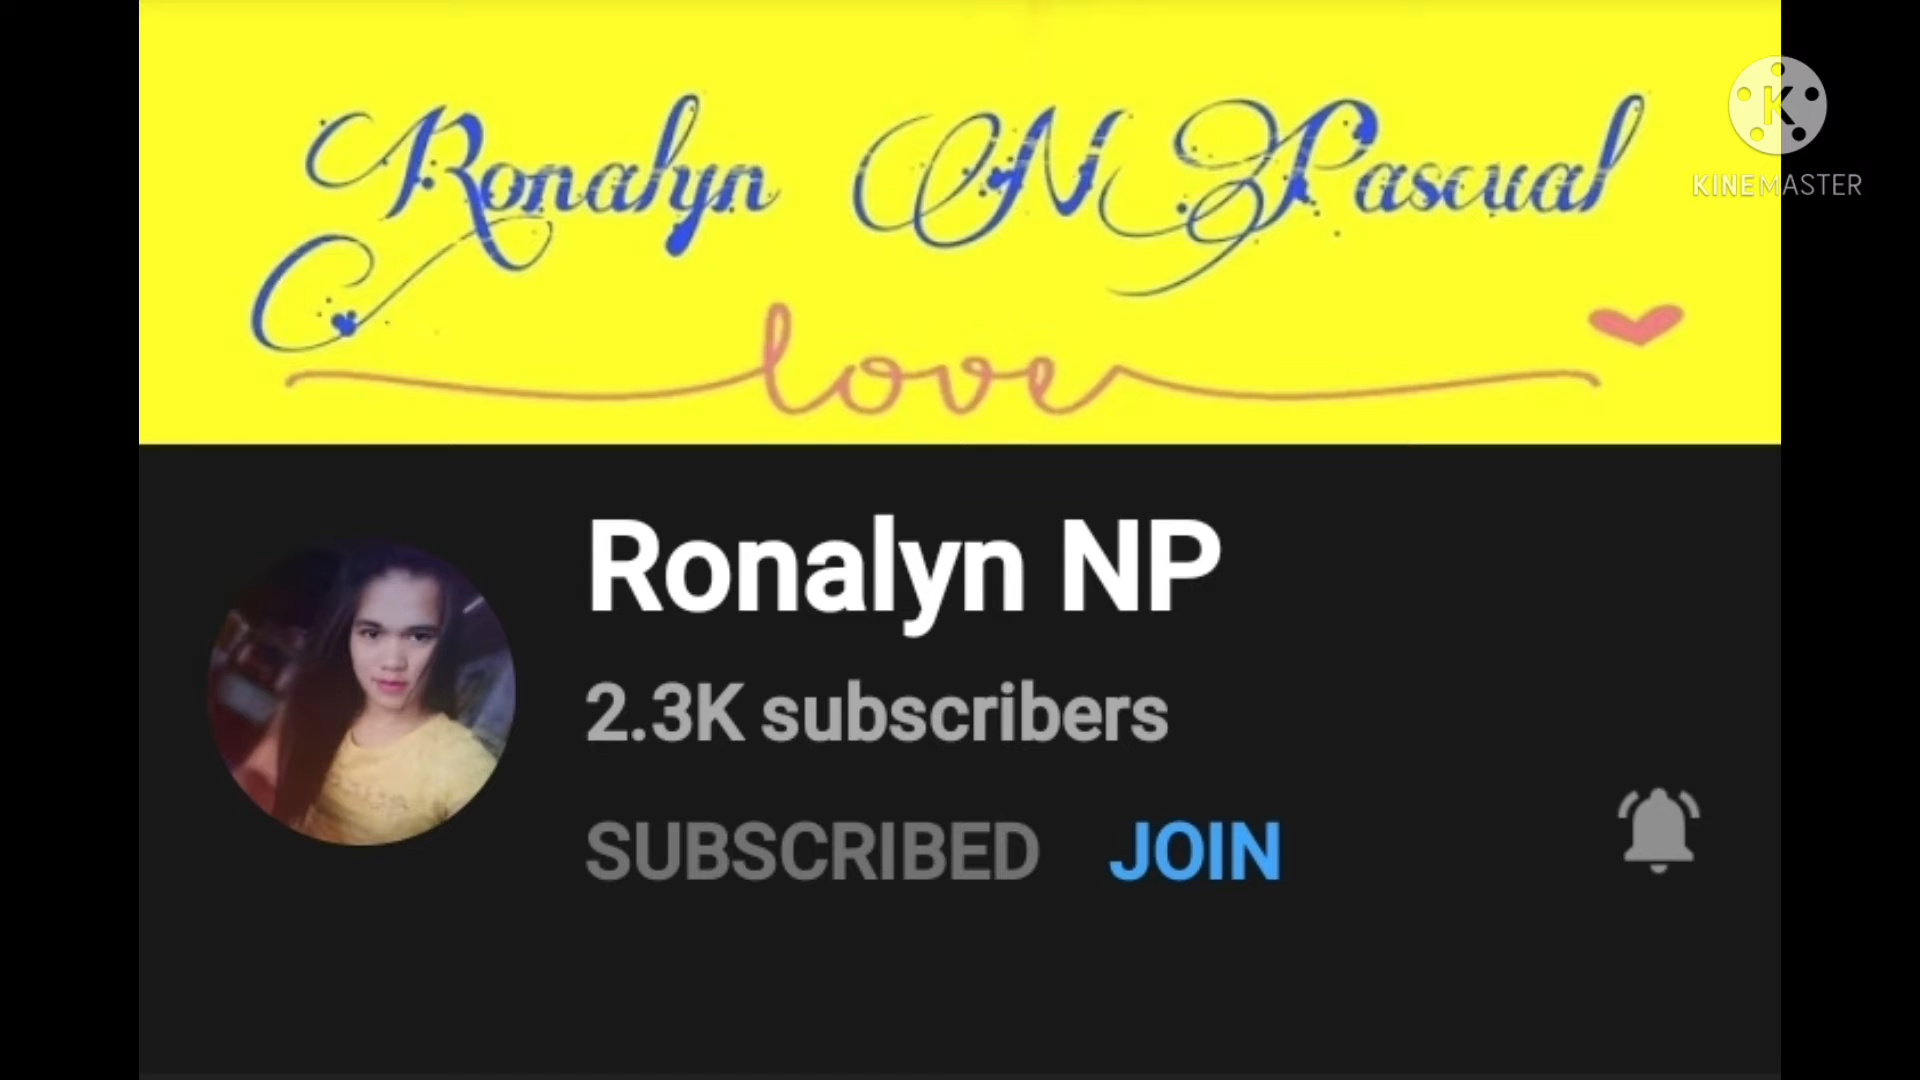 Ronalyn N Pascual
love
K
KINEMASTER
Ronalyn NP
2.3K subscribers
SUBSCRIBED JOIN